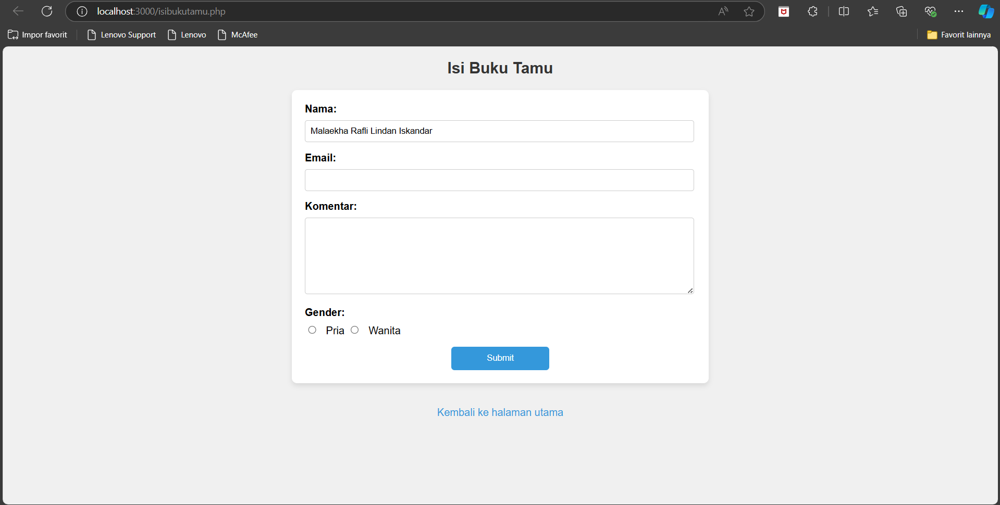 localhost:3000/isibukutamu.php
Impor favorit
Lenovo Support
Lenovo
McAfee
Favorit lainnya
Isi Buku Tamu
Nama:
Malaekha Rafli Lindan Iskandar
Email:
Komentar:
Gender:
Pria
Wanita
Submit
Kembali ke halaman utama